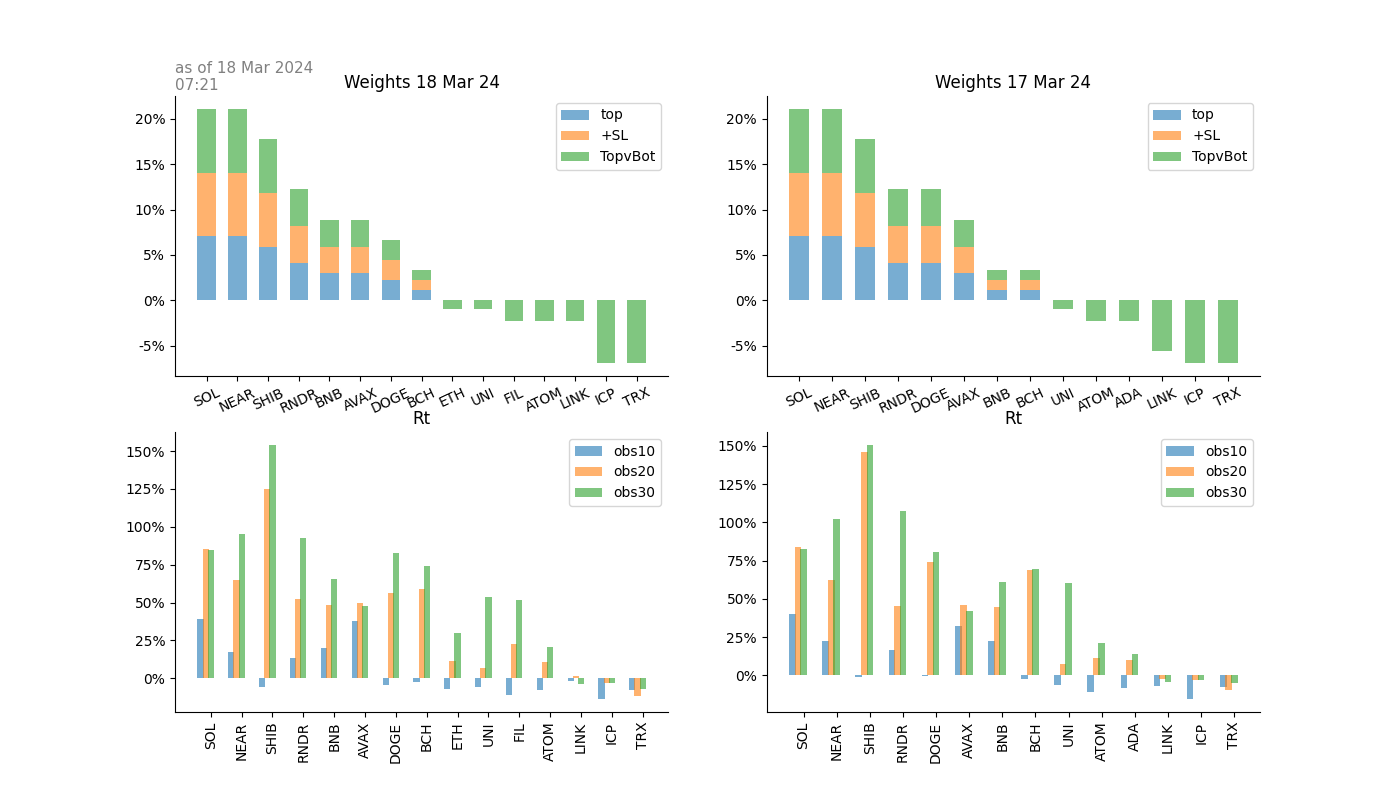 as of 18 Mar 2024
07:21
Weights 18 Mar 24
20%
15%
10%
5%
0%
-5%
top
+SL
TopvBot
SOL NEAR SHIB RNDR BNB AVAX DOGE BCH ETH UNI FIL ATOM LINK ICP TRX
Weights 17 Mar 24
20%
15%
10%
5%
0%
-5%
top
+SL
TopvBot
SOL NEAR SHIB RNDR DOGE AVAX BNB BCH UNI ATOM ADA LINK ICP TRX
Rt
150%
125%
100%
75%
50%
25%
0%
obs10
obs20
obs30
SOL NEAR SHIB RNDR BNB AVAX DOGE BCH ETH UNI FIL ATOM LINK ICP TRX
Rt
150%
125%
100%
75%
50%
25%
0%
obs10
obs20
obs30
SOL NEAR SHIB RNDR DOGE AVAX BNB BCH UNI ATOM ADA LINK ICP TRX